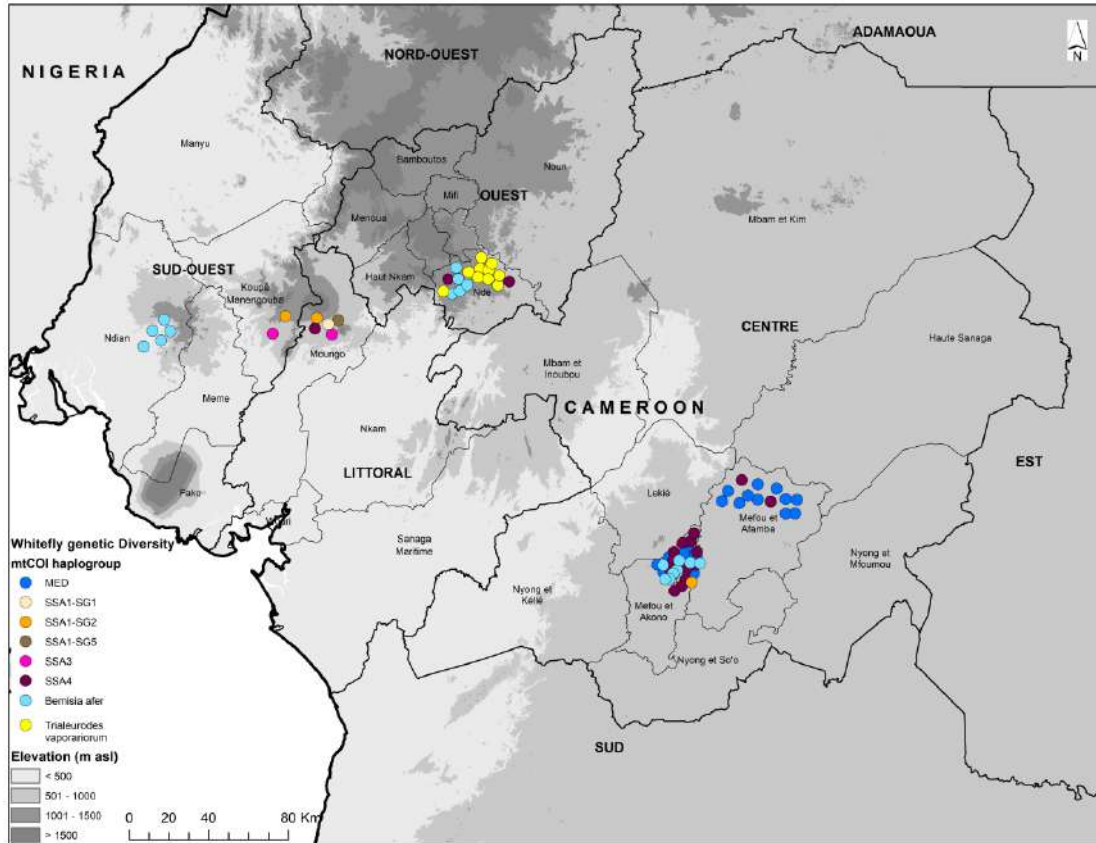 ADAMAOUA
NORD-OUEST
N
NIGERIA
Manyu
Bamboutos
Noun
Mifi
OUEST
Menoua
Mbam et Kim
SUD-OUEST
Haut Nkam
Koupé
Manengouba
Nde
Ndian
Moungo
CENTRE
Haute Sanaga
Mbam et
Inoubou
Meme
CAMEROON
Nkam
EST
LITTORAL
Lekié
Fako
Mefou et
Afamba
Wouri
Sanaga
Maritime
Nyong et
Mfoumou
Nyong et
Kéllé
Mefou et
Akono
Nyong et So'o
SUD
Whitefly genetic Diversity
mtCOI haplogroup
MED
SSA1-SG1
SSA1-SG2
SSA1-SG5
SSA3
SSA4
Bemisia afer
Trialeurodes
vaporariorum
Elevation (m asl)
< 500
501 - 1000
1001 - 1500
> 1500
0 20 40 80 Km